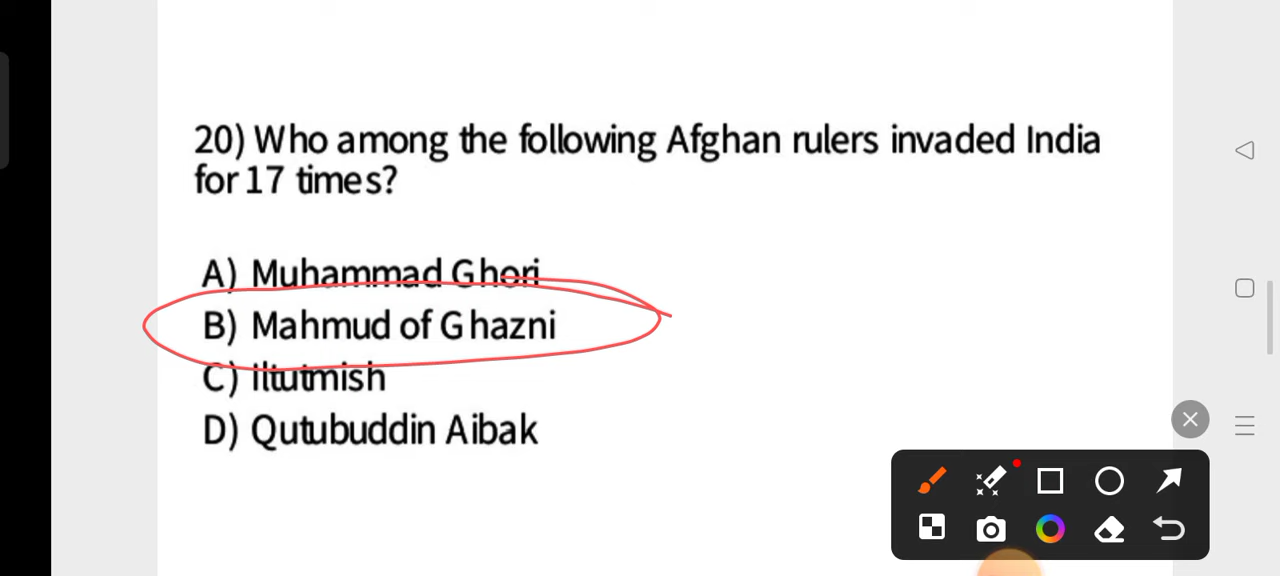 20) Who among the following Afghan rulers invaded India
for 17 times?
A) Muhammad Ghori
B) Mahmud of Ghazni
C) Iltutmish
D) Qutubuddin Aibak